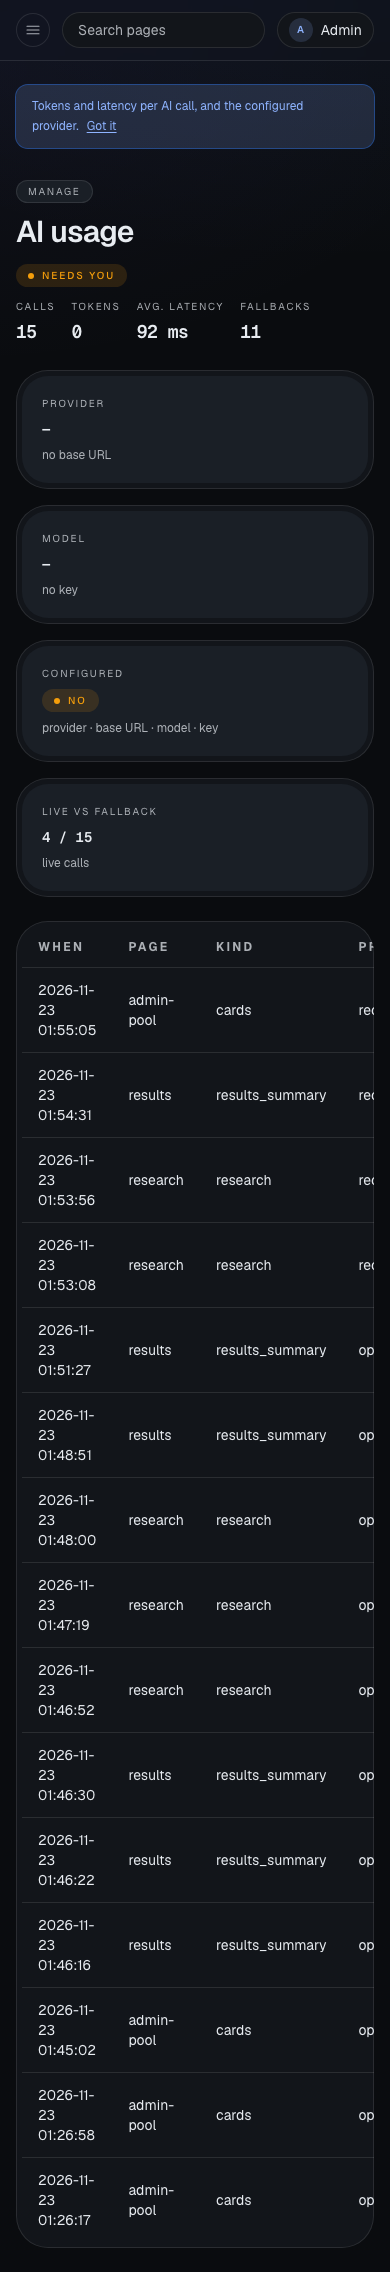 Search pages
A Admin
Tokens and latency per AI call, and the configured
provider. Got it
MANAGE
AI usage
NEEDS YOU
CALLS TOKENS AVG. LATENCY FALLBACKS
15 0 92 ms 11
PROVIDER
–
no base URL
MODEL
–
no key
CONFIGURED
NO
provider · base URL · model · key
LIVE VS FALLBACK
4 / 15
live calls
WHEN PAGE KIND
2026-11-
23
01:55:05
admin-
pool
cards
2026-11-
23
01:54:31
results
results_summary
2026-11-
23
01:53:56
research
research
2026-11-
23
01:53:08
research
research
2026-11-
23
01:51:27
results
results_summary
2026-11-
23
01:48:51
results
results_summary
2026-11-
23
01:48:00
research
research
2026-11-
23
01:47:19
research
research
2026-11-
23
01:46:52
research
research
2026-11-
23
01:46:30
results
results_summary
2026-11-
23
01:46:22
results
results_summary
2026-11-
23
01:46:16
results
results_summary
2026-11-
23
01:45:02
admin-
pool
cards
2026-11-
23
01:26:58
admin-
pool
cards
2026-11-
23
01:26:17
admin-
pool
cards